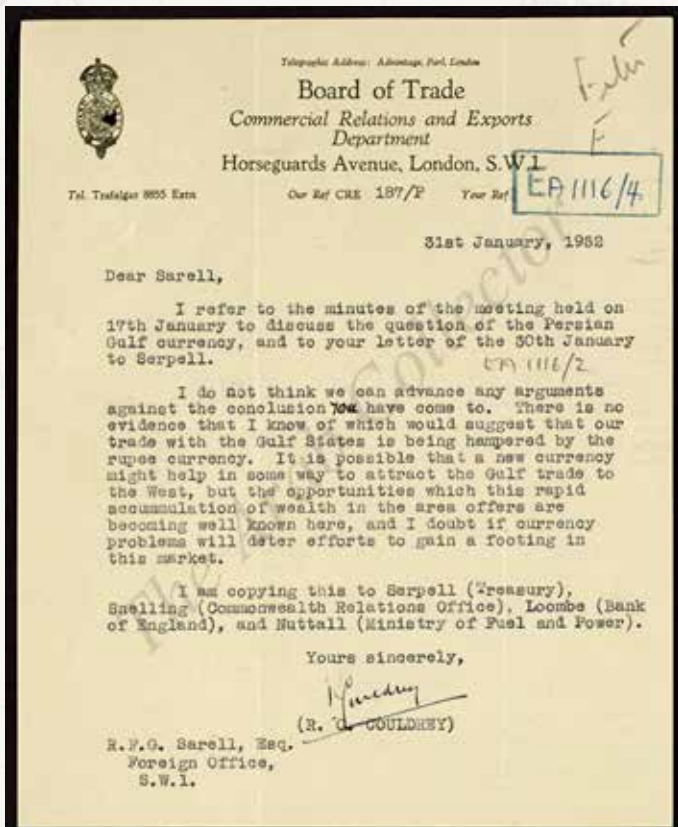 Telegraphic Address: Advantage, Parl. London
Board of Trade
Commercial Relations and Exports
Department
Horseguards Avenue, London, S.W.1.
Tel. Trafalgar 8855 Extn
Our Ref CRE 187/P Your Ref
EA 1116/4
31st January, 1952
Dear Sarell,
I refer to the minutes of the meeting held on
17th January to discuss the question of the Persian
Gulf currency, and to your letter of the 30th January
to Serpell.
EA 1116/2
I do not think we can advance any arguments
against the conclusion you have come to. There is no
evidence that I know of which would suggest that our
trade with the Gulf States is being hampered by the
rupee currency. It is possible that a new currency
might help in some way to attract the Gulf trade to
the West, but the opportunities which this rapid
accumulation of wealth in the area offers are
becoming well known here, and I doubt if currency
problems will deter efforts to gain a footing in
this market.
I am copying this to Serpell (Treasury),
Snelling (Commonwealth Relations Office), Loombe (Bank
of England), and Nuttall (Ministry of Fuel and Power).
Yours sincerely,
(R. C. COULDREY)
R.F.G. Sarell, Esq.
Foreign Office,
S.W.1.